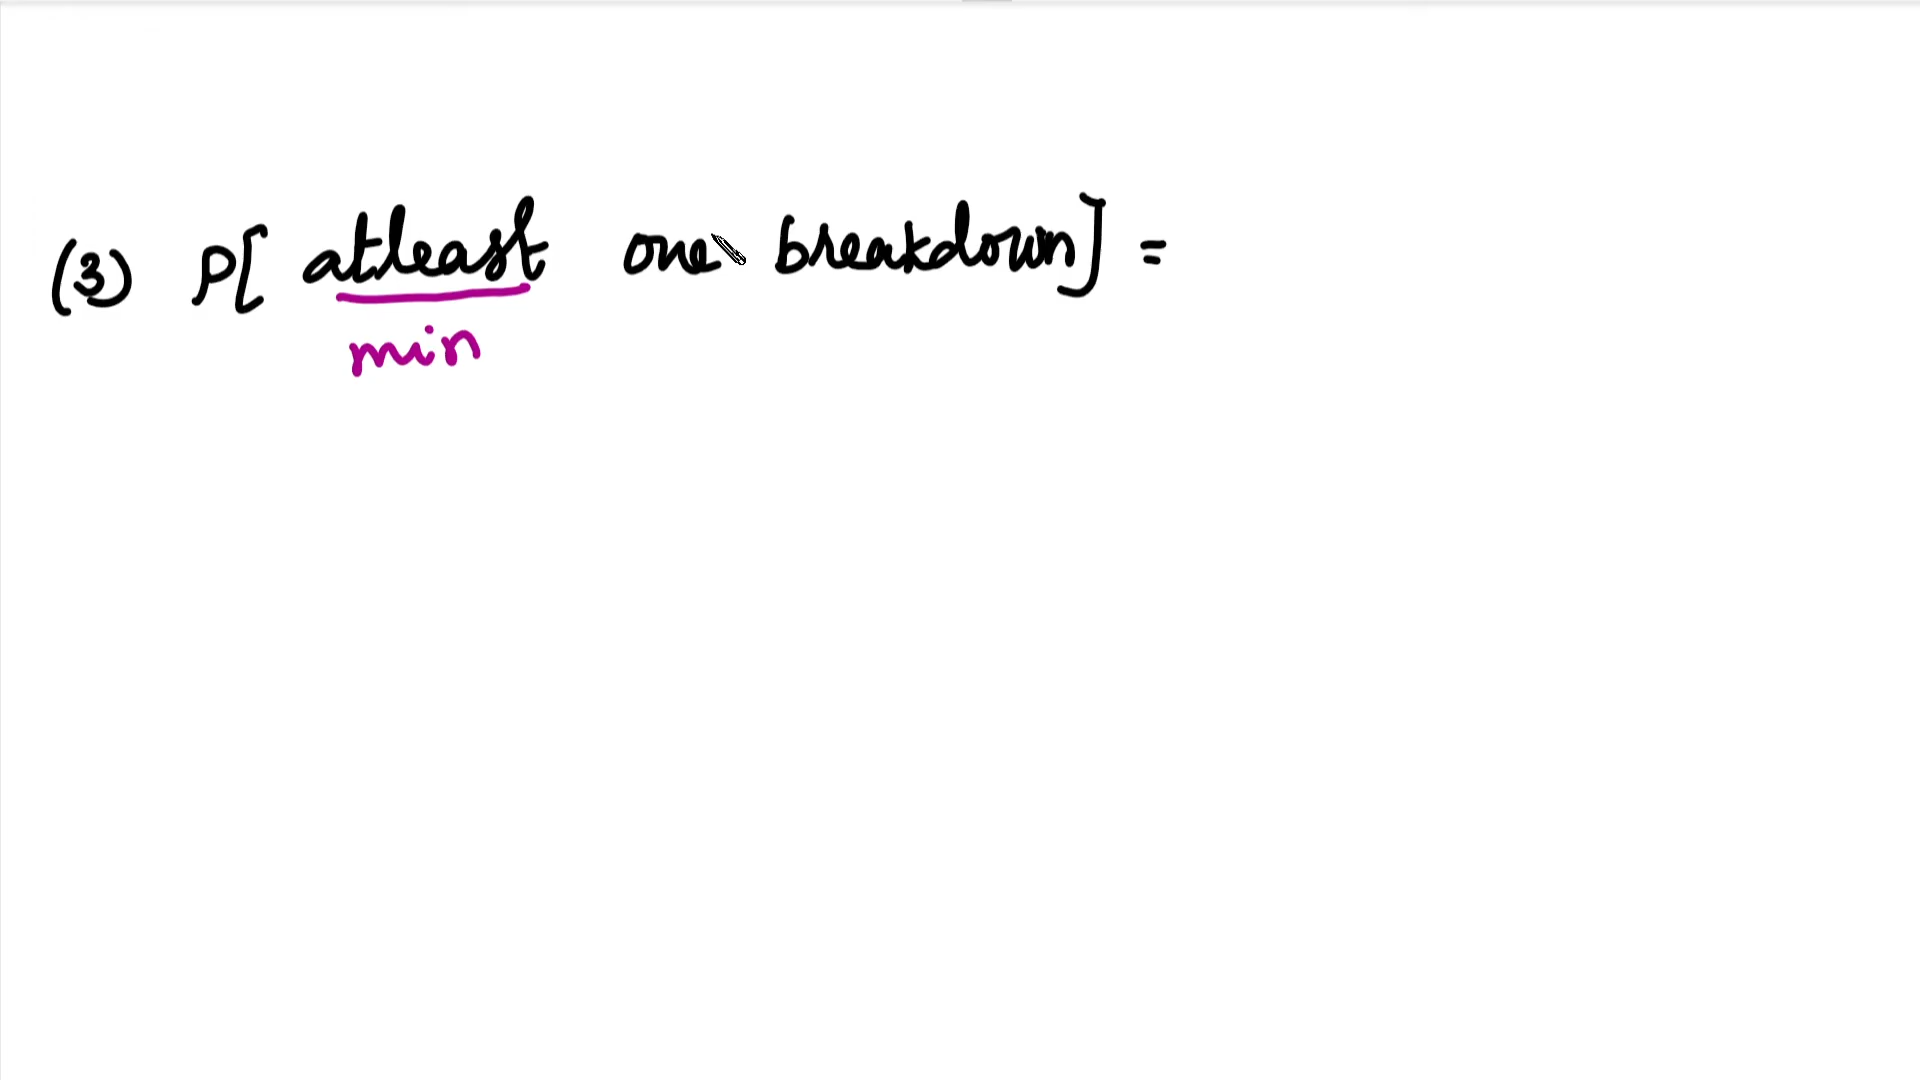 (3) P[ atleast one breakdown] =
min